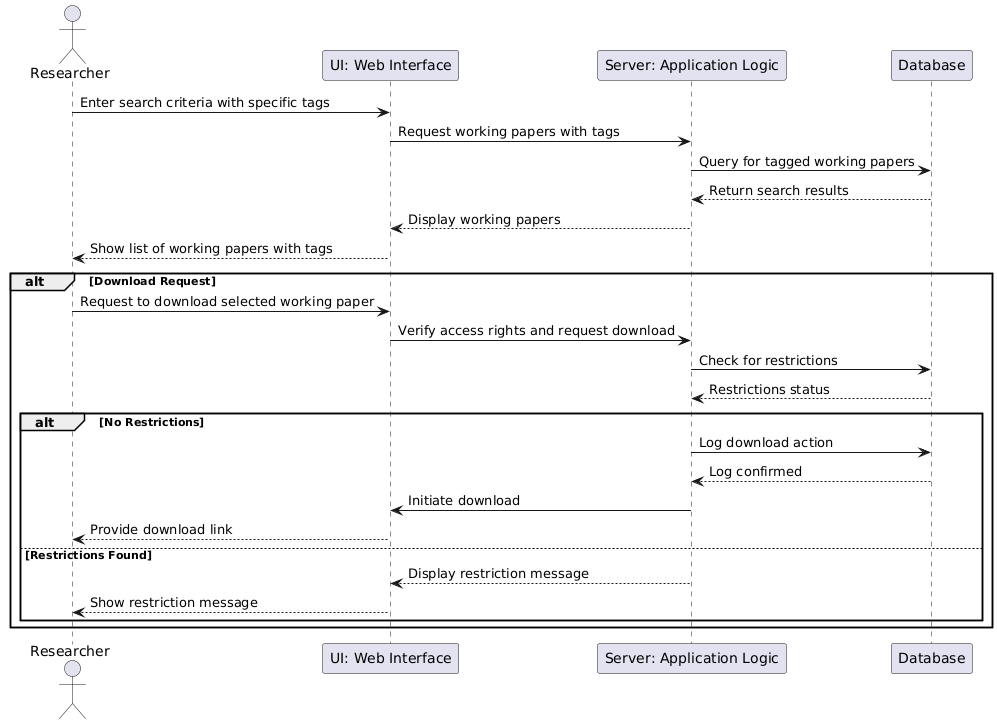 Researcher
UI: Web Interface
Server: Application Logic
Database
Enter search criteria with specific tags
Request working papers with tags
Query for tagged working papers
Return search results
Display working papers
Show list of working papers with tags
alt
[Download Request]
Request to download selected working paper
Verify access rights and request download
Check for restrictions
Restrictions status
alt
[No Restrictions]
Log download action
Log confirmed
Initiate download
Provide download link
[Restrictions Found]
Display restriction message
Show restriction message
Researcher
UI: Web Interface
Server: Application Logic
Database